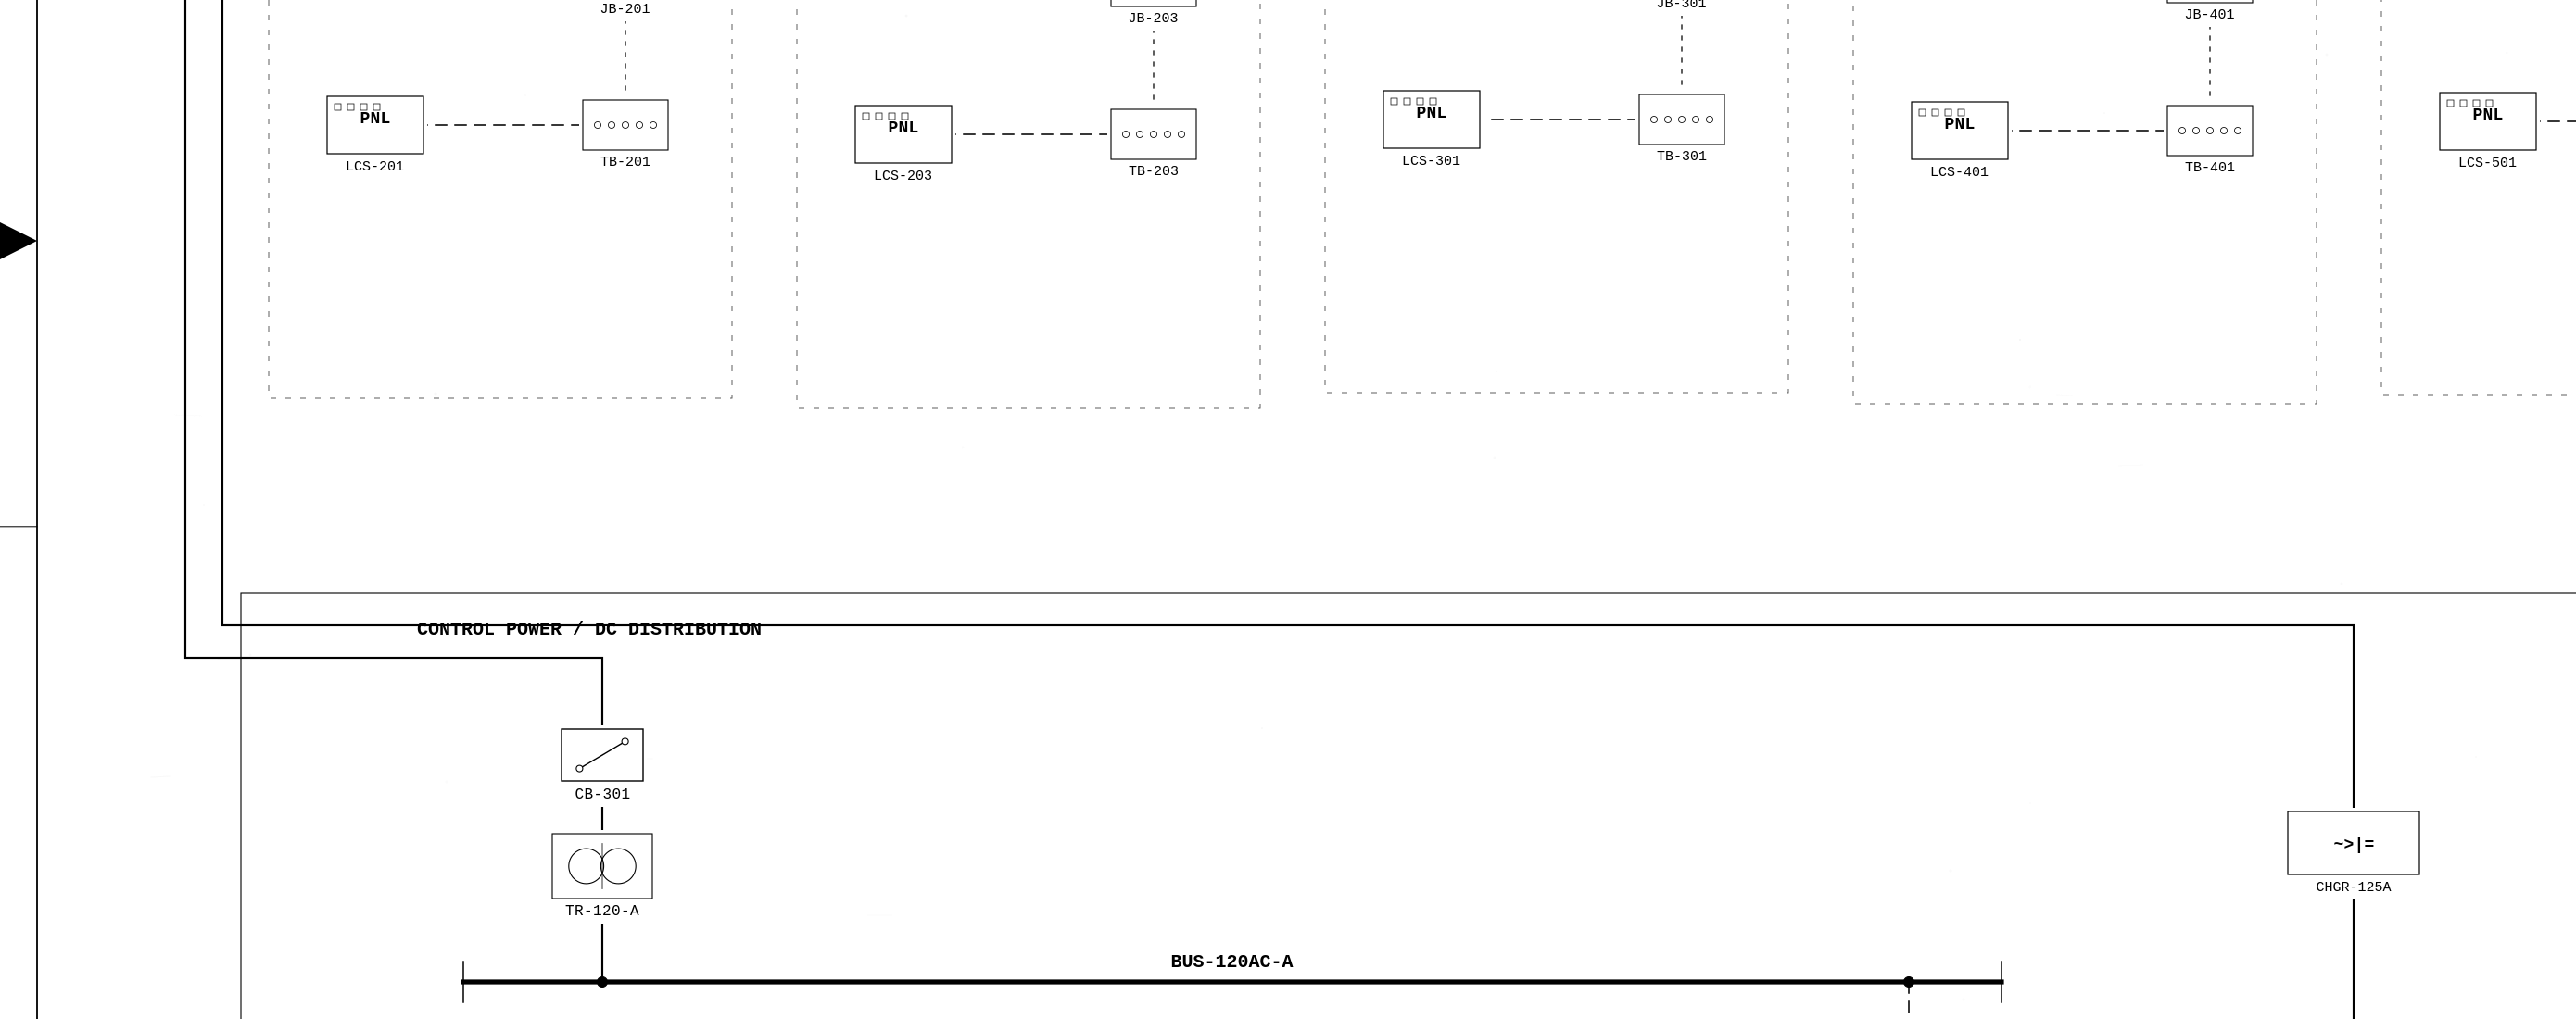 JB-201
JB-203
JB-301
JB-401
PNL
LCS-201
TB-201
PNL
LCS-203
TB-203
PNL
LCS-301
TB-301
PNL
LCS-401
TB-401
PNL
LCS-501
CONTROL POWER / DC DISTRIBUTION
CB-301
TR-120-A
~>|=
CHGR-125A
BUS-120AC-A